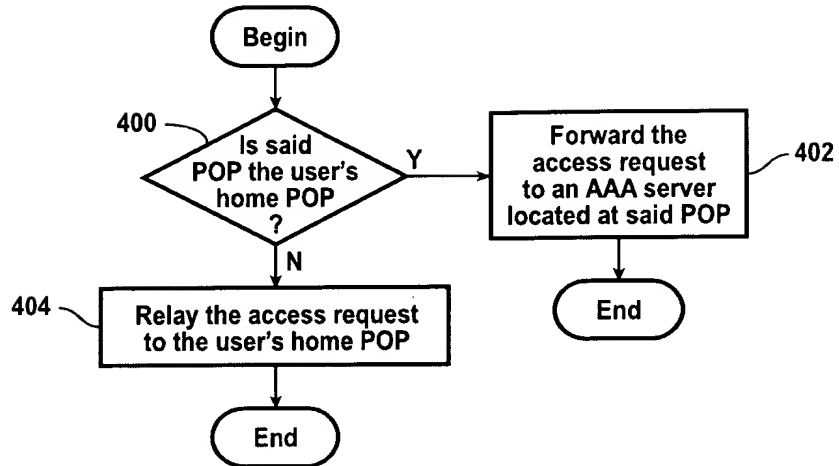 Begin
400
Is said
POP the user's
home POP
?
Y
Forward the
access request
to an AAA server
located at said POP
402
N
End
404
Relay the access request
to the user's home POP
End